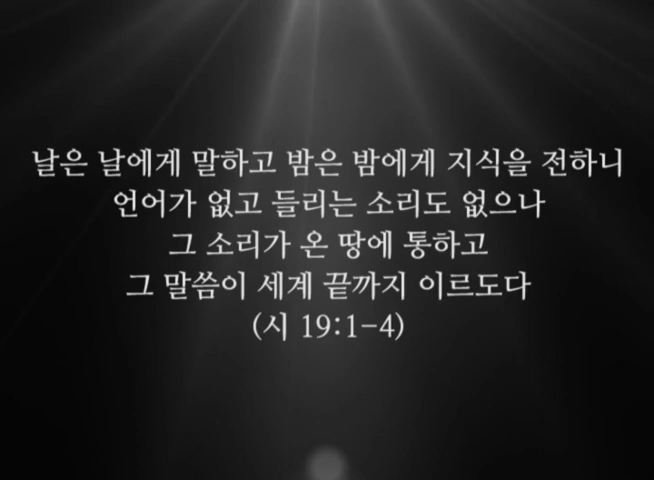 날은 날에게 말하고 밤은 밤에게 지식을 전하니
언어가 없고 들리는 소리도 없으나
그 소리가 온 땅에 통하고
그 말씀이 세계 끝까지 이르도다
(시 19:1-4)